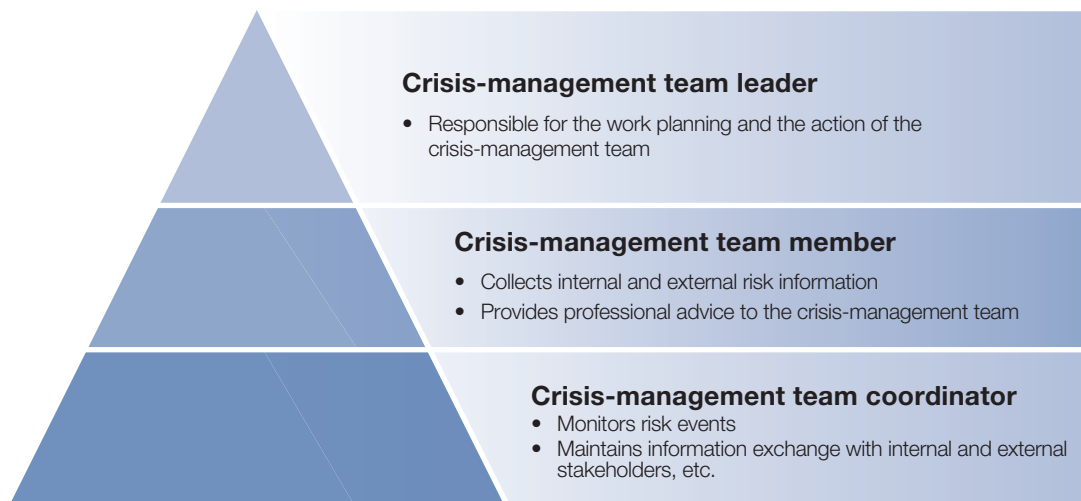 Crisis-management team leader
• Responsible for the work planning and the action of the
crisis-management team
Crisis-management team member
• Collects internal and external risk information
• Provides professional advice to the crisis-management team
Crisis-management team coordinator
• Monitors risk events
• Maintains information exchange with internal and external
stakeholders, etc.